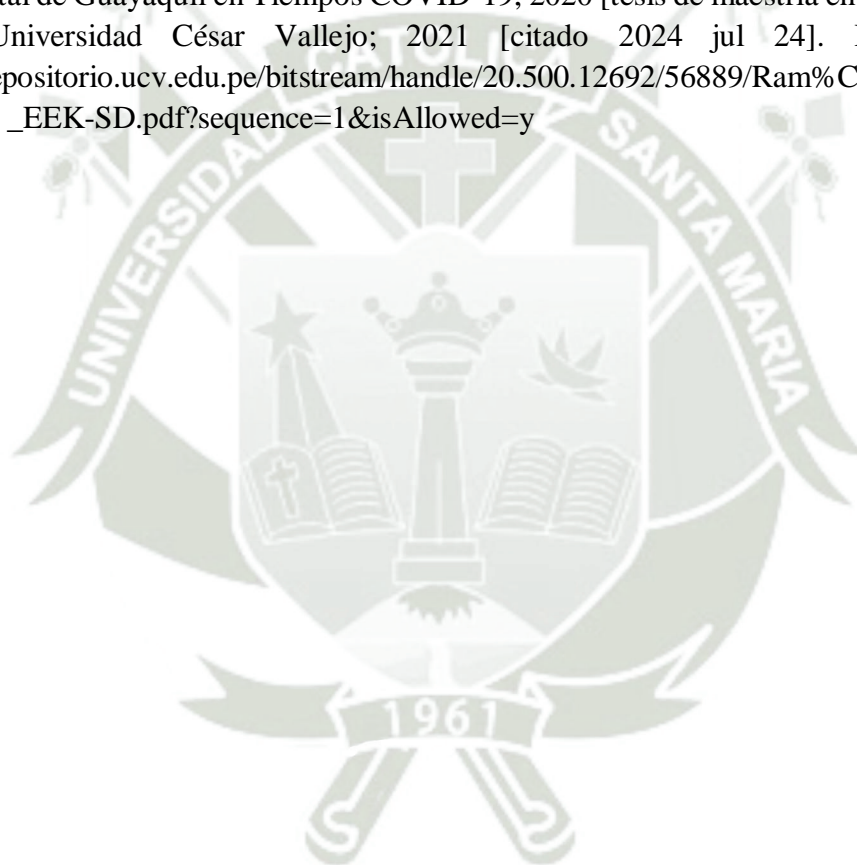 tal de Guayaquil en Tiempos COVID-19, 2020 [tesis de maestría en
Universidad César Vallejo; 2021 [citado 2024 jul 24].
epositorio.ucv.edu.pe/bitstream/handle/20.500.12692/56889/Ram%C
_EEK-SD.pdf?sequence=1&isAllowed=y
UNIVERSIDAD CATOLICA SANTA MARIA
1961